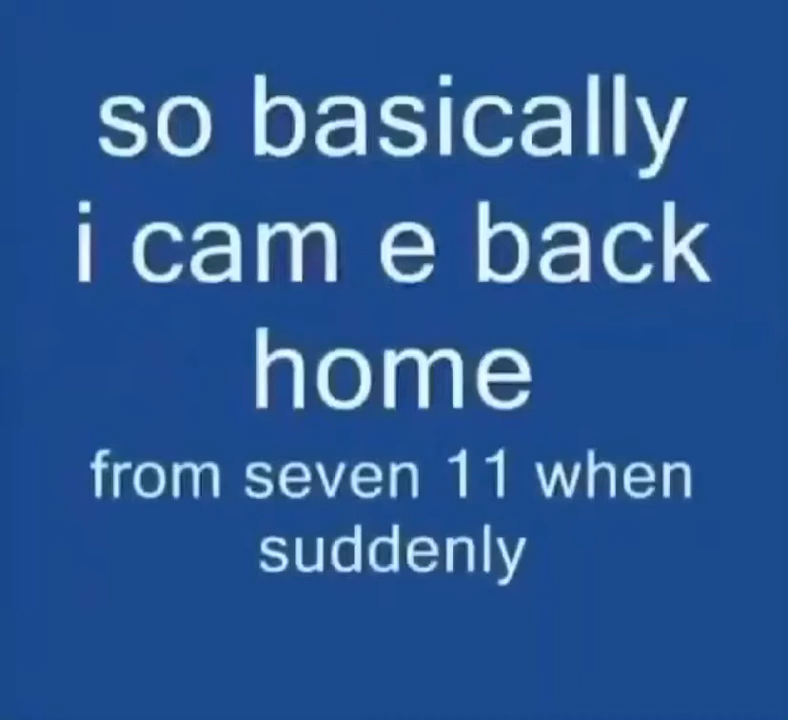 so basically
i cam e back
home
from seven 11 when
suddenly